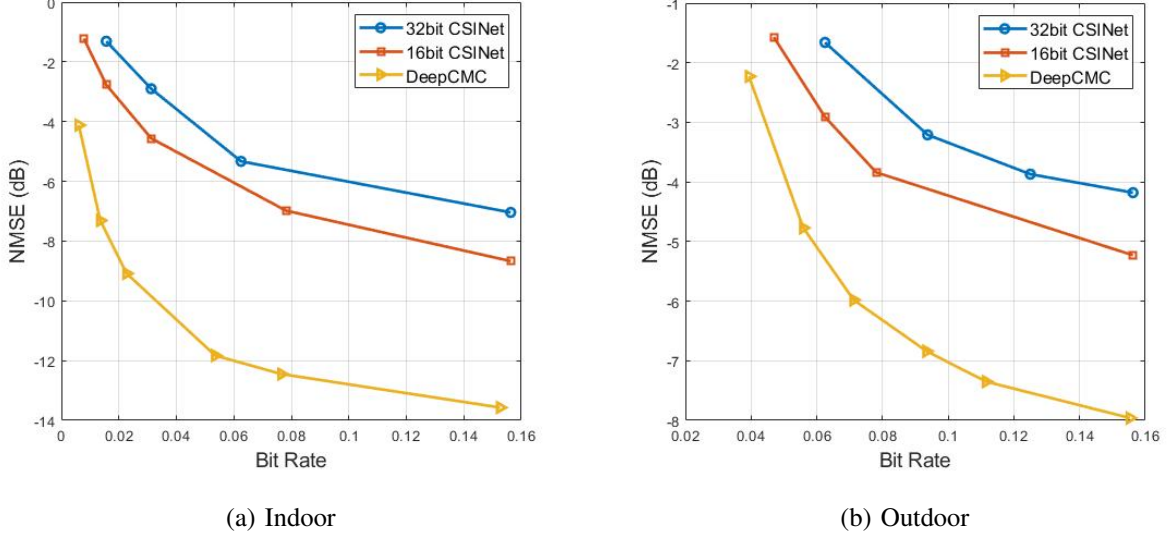 0
-2
-4
-6
-8
-10
-12
-14
NMSE (dB)
0 0.02 0.04 0.06 0.08 0.1 0.12 0.14 0.16
Bit Rate
32bit CSINet
16bit CSINet
DeepCMC
(a) Indoor
-1
-2
-3
-4
-5
-6
-7
-8
NMSE (dB)
0.02 0.04 0.06 0.08 0.1 0.12 0.14 0.16
Bit Rate
32bit CSINet
16bit CSINet
DeepCMC
(b) Outdoor